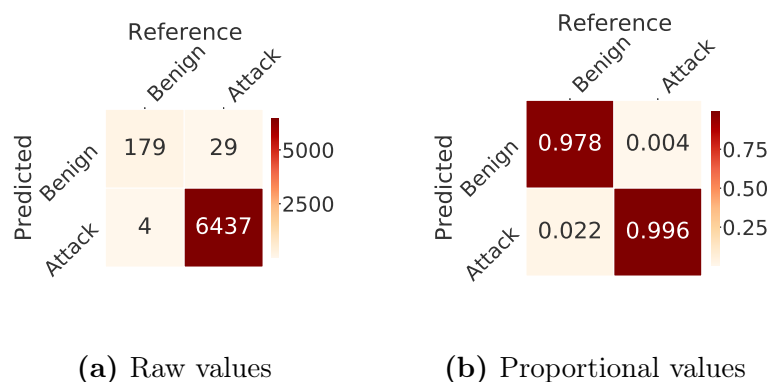 Reference
Benign
Attack
Predicted
Benign
179
29
Attack
4
6437
5000
2500
(a) Raw values
Reference
Benign
Attack
Predicted
Benign
0.978
0.004
Attack
0.022
0.996
0.75
0.50
0.25
(b) Proportional values